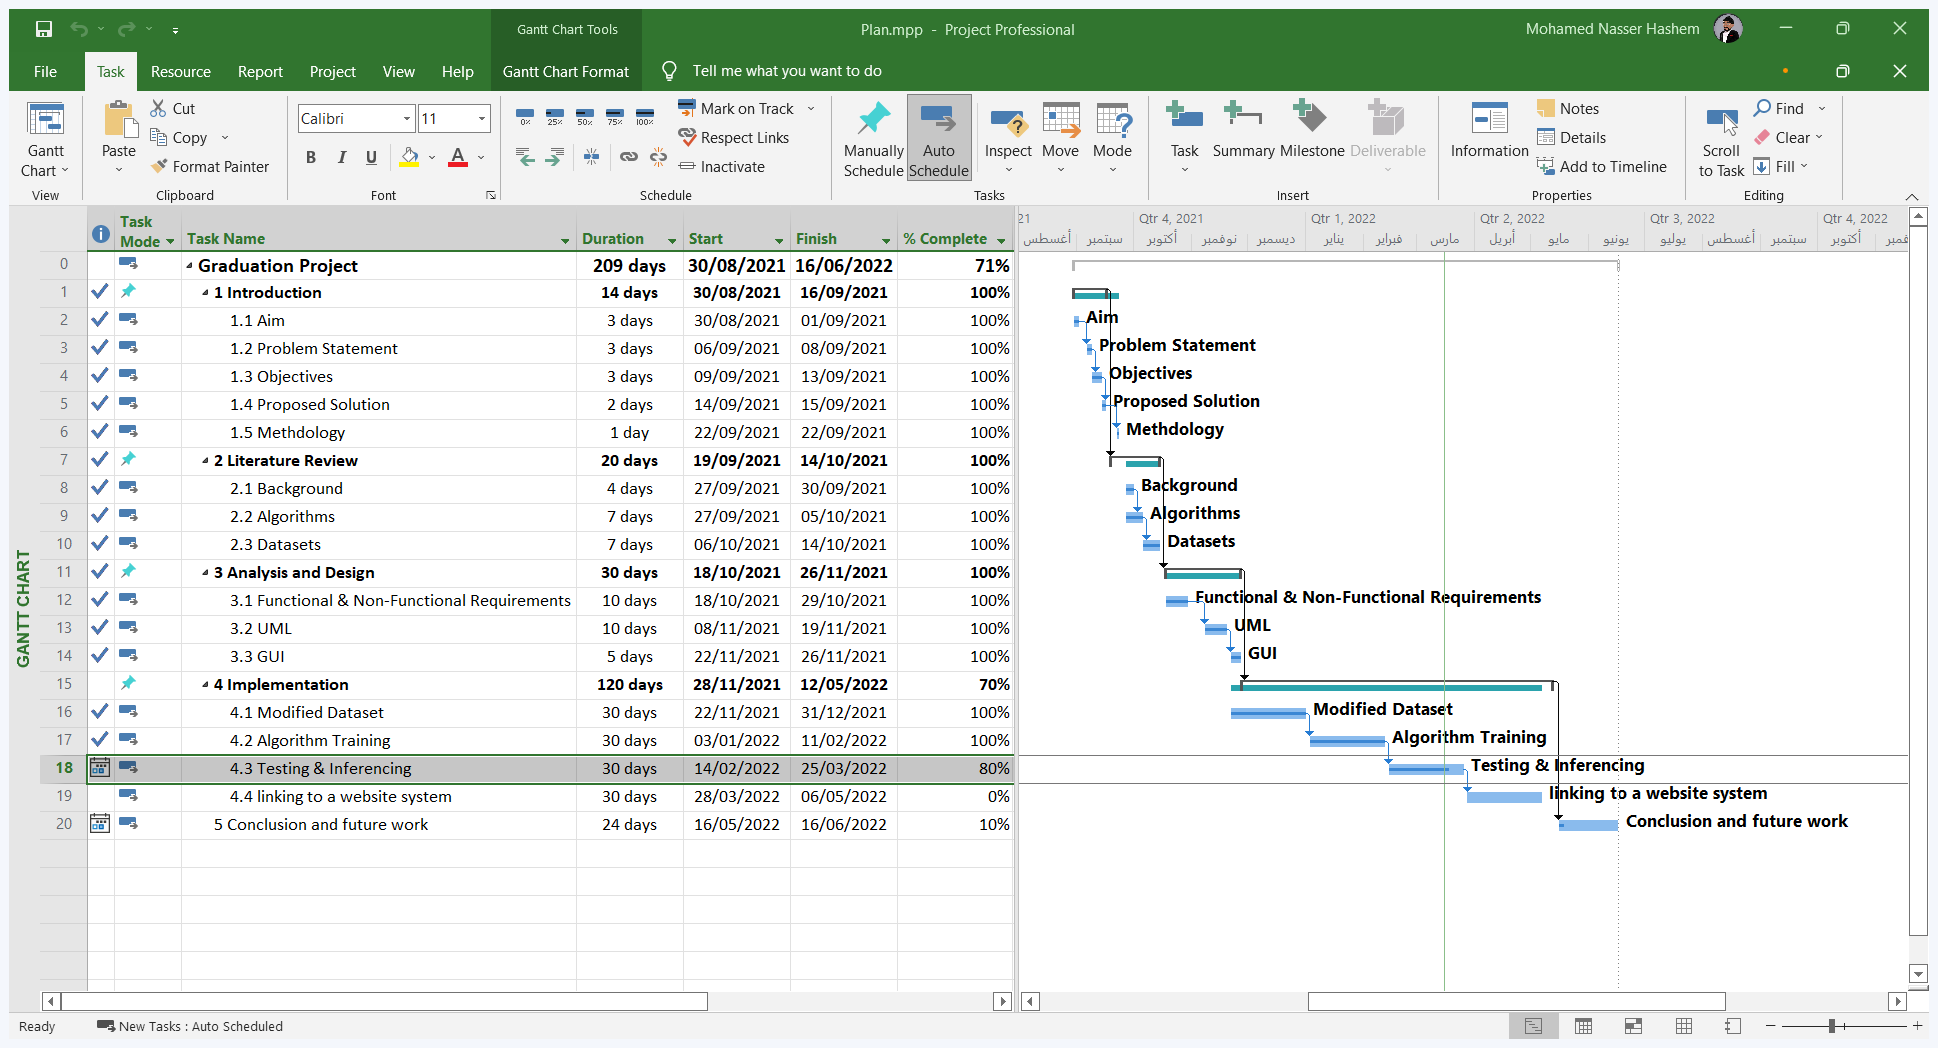 Gantt Chart Tools
Plan.mpp - Project Professional
Mohamed Nasser Hashem
File Task Resource Report Project View Help Gantt Chart Format Tell me what you want to do
Gantt Chart
View
Paste
Cut
Copy
Format Painter
Clipboard
Calibri 11
B I U A
Font
0% 25% 50% 75% 100%
Mark on Track
Respect Links
Inactivate
Schedule
Manually Schedule
Auto Schedule
Inspect
Move
Mode
Tasks
Task
Summary
Milestone
Deliverable
Insert
Information
Notes
Details
Add to Timeline
Properties
Scroll to Task
Find
Clear
Fill
Editing
GANTT CHART
Task Mode Task Name Duration Start Finish % Complete
0 Graduation Project 209 days 30/08/2021 16/06/2022 71%
1 1 Introduction 14 days 30/08/2021 16/09/2021 100%
2 1.1 Aim 3 days 30/08/2021 01/09/2021 100%
3 1.2 Problem Statement 3 days 06/09/2021 08/09/2021 100%
4 1.3 Objectives 3 days 09/09/2021 13/09/2021 100%
5 1.4 Proposed Solution 2 days 14/09/2021 15/09/2021 100%
6 1.5 Methdology 1 day 22/09/2021 22/09/2021 100%
7 2 Literature Review 20 days 19/09/2021 14/10/2021 100%
8 2.1 Background 4 days 27/09/2021 30/09/2021 100%
9 2.2 Algorithms 7 days 27/09/2021 05/10/2021 100%
10 2.3 Datasets 7 days 06/10/2021 14/10/2021 100%
11 3 Analysis and Design 30 days 18/10/2021 26/11/2021 100%
12 3.1 Functional & Non-Functional Requirements 10 days 18/10/2021 29/10/2021 100%
13 3.2 UML 10 days 08/11/2021 19/11/2021 100%
14 3.3 GUI 5 days 22/11/2021 26/11/2021 100%
15 4 Implementation 120 days 28/11/2021 12/05/2022 70%
16 4.1 Modified Dataset 30 days 22/11/2021 31/12/2021 100%
17 4.2 Algorithm Training 30 days 03/01/2022 11/02/2022 100%
18 4.3 Testing & Inferencing 30 days 14/02/2022 25/03/2022 80%
19 4.4 linking to a website system 30 days 28/03/2022 06/05/2022 0%
20 5 Conclusion and future work 24 days 16/05/2022 16/06/2022 10%
21 Qtr 4, 2021 Qtr 1, 2022 Qtr 2, 2022 Qtr 3, 2022 Qtr 4, 2022
أغسطس سبتمبر أكتوبر نوفمبر ديسمبر يناير فبراير مارس أبريل مايو يونيو يوليو أغسطس سبتمبر أكتوبر
Aim
Problem Statement
Objectives
Proposed Solution
Methdology
Background
Algorithms
Datasets
Functional & Non-Functional Requirements
UML
GUI
Modified Dataset
Algorithm Training
Testing & Inferencing
linking to a website system
Conclusion and future work
Ready New Tasks : Auto Scheduled